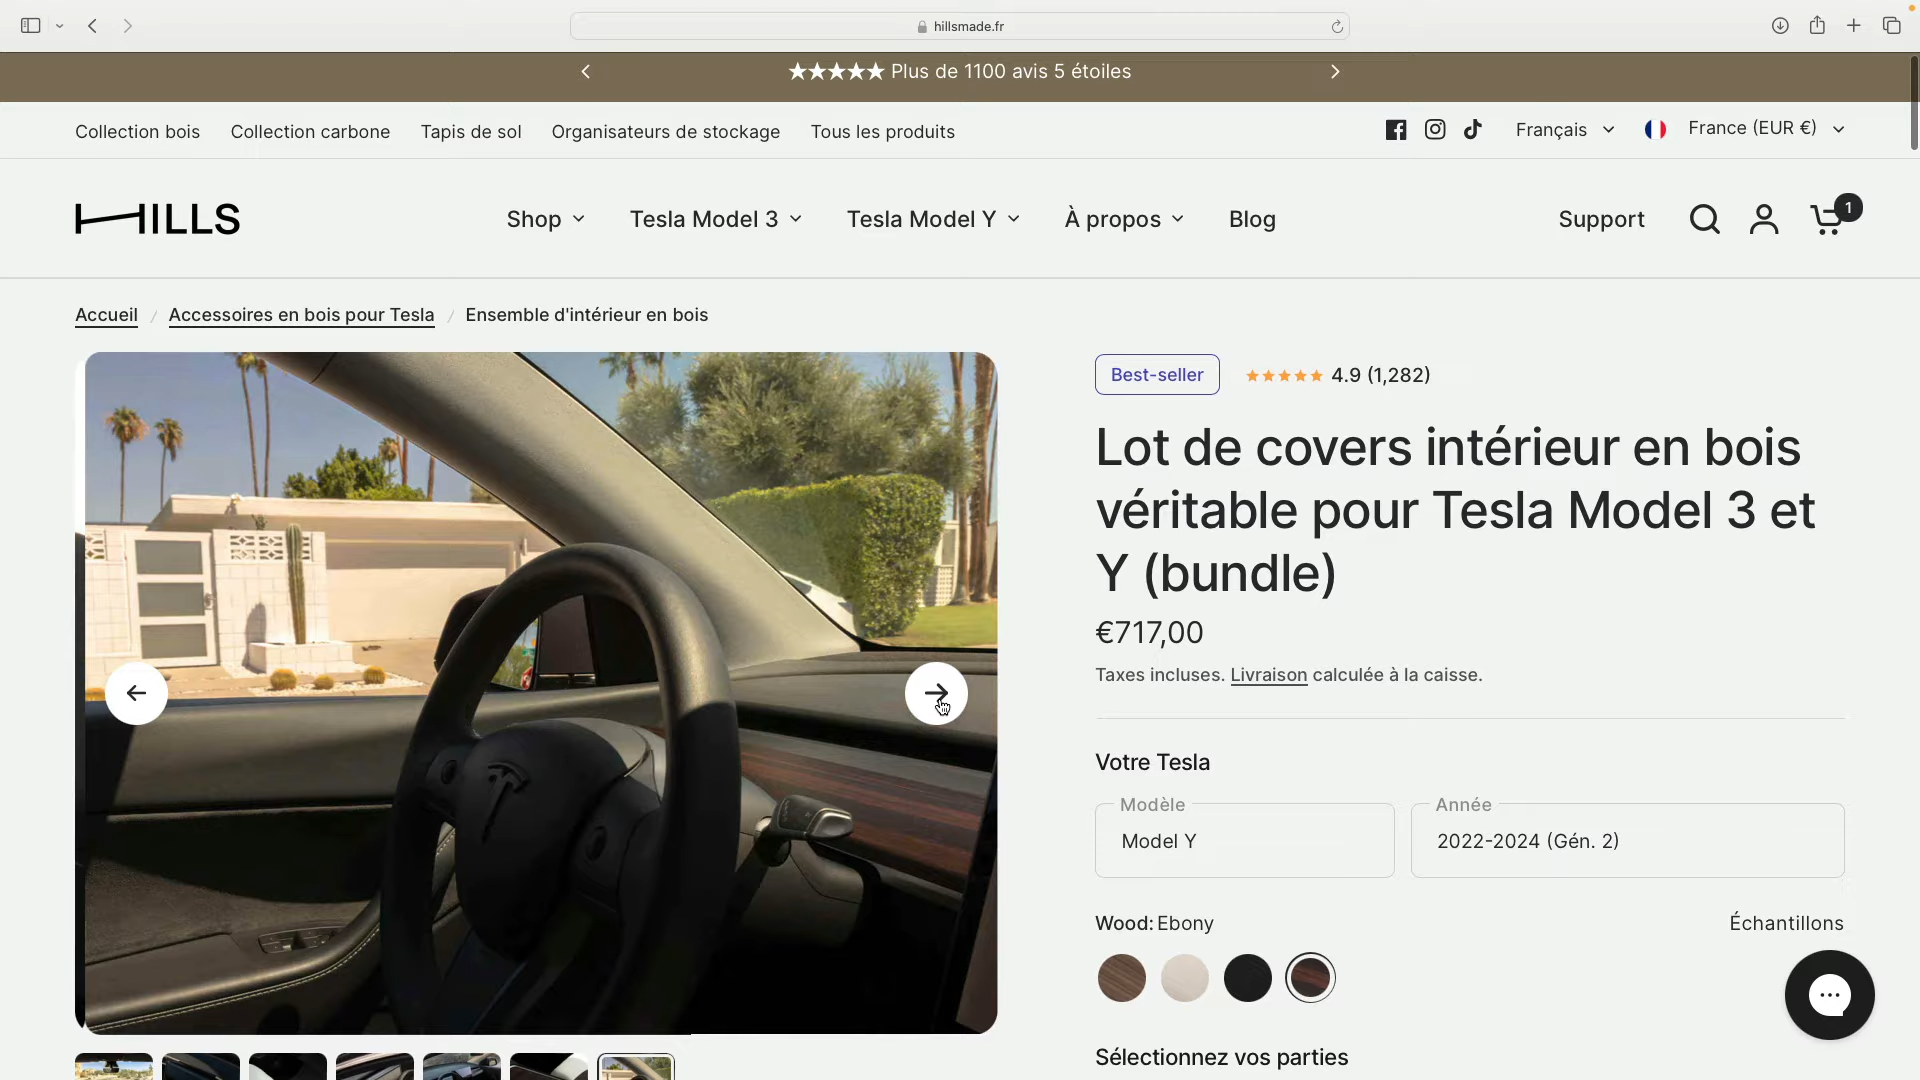 hillsmade.fr
★★★★★ Plus de 1100 avis 5 étoiles
Collection bois Collection carbone Tapis de sol Organisateurs de stockage Tous les produits Français France (EUR €)
HILLS Shop Tesla Model 3 Tesla Model Y À propos Blog Support 1
Accueil / Accessoires en bois pour Tesla / Ensemble d'intérieur en bois
Best-seller ★★★★★ 4.9 (1,282)
Lot de covers intérieur en bois
véritable pour Tesla Model 3 et
Y (bundle)
€717,00
Taxes incluses. Livraison calculée à la caisse.
Votre Tesla
Modèle Année
Model Y 2022-2024 (Gén. 2)
Wood: Ebony Échantillons
Sélectionnez vos parties